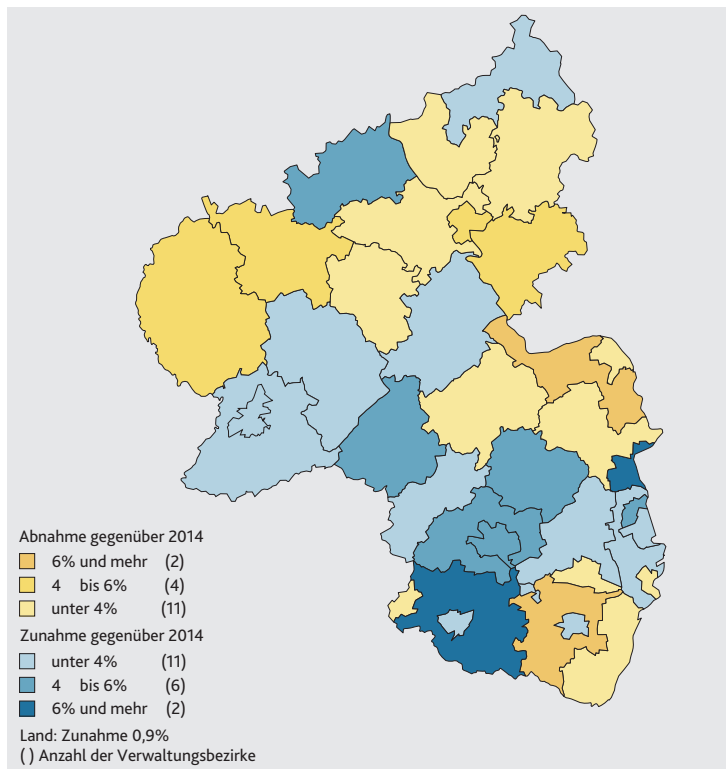 Abnahme gegenüber 2014
6% und mehr (2)
4 bis 6% (4)
unter 4% (11)
Zunahme gegenüber 2014
unter 4% (11)
4 bis 6% (6)
6% und mehr (2)
Land: Zunahme 0,9%
( ) Anzahl der Verwaltungsbezirke